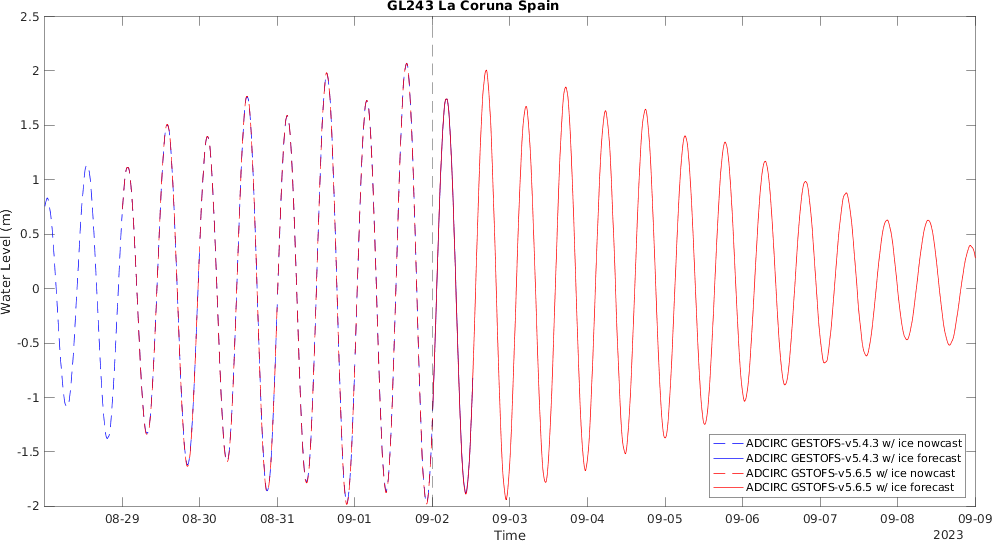 GL243 La Coruna Spain
2.5
2
1.5
1
0.5
0
-0.5
-1
-1.5
-2
Water Level (m)
ADCIRC GESTOFS-v5.4.3 w/ ice nowcast
ADCIRC GESTOFS-v5.4.3 w/ ice forecast
ADCIRC GSTOFS-v5.6.5 w/ ice nowcast
ADCIRC GSTOFS-v5.6.5 w/ ice forecast
08-29 08-30 08-31 09-01 09-02 09-03 09-04 09-05 09-06 09-07 09-08 09-09
Time
2023